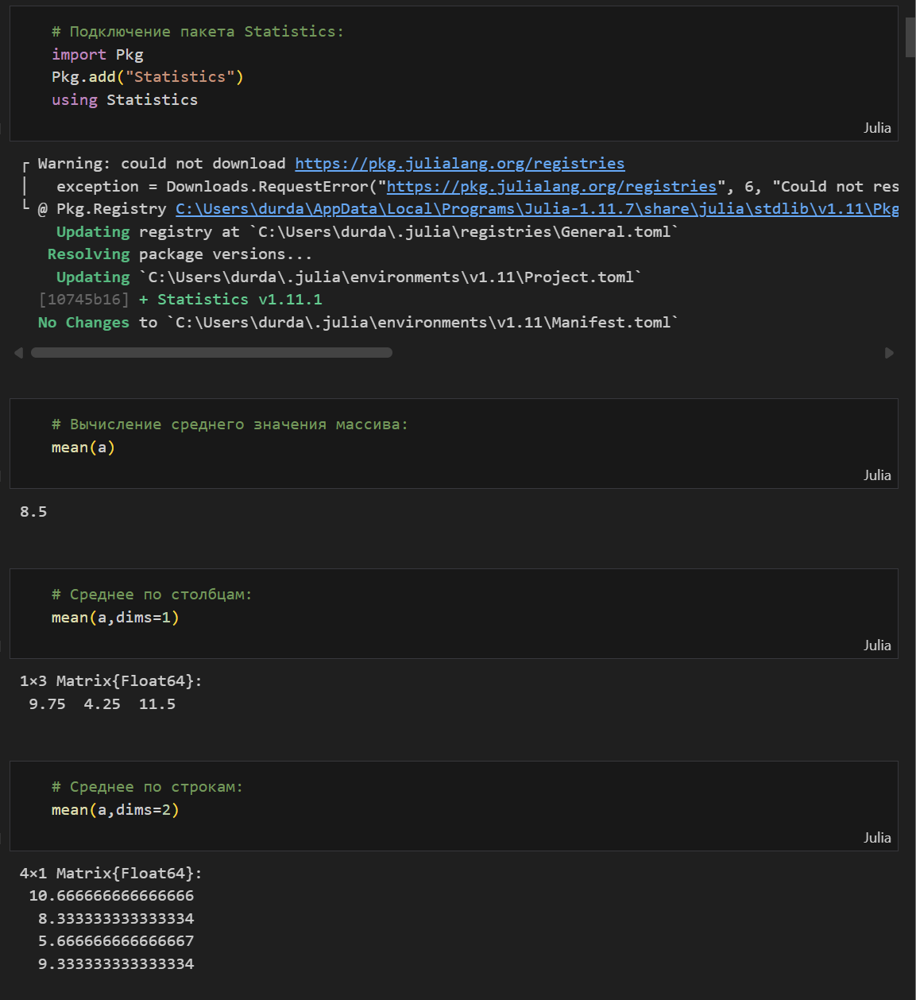 # Подключение пакета Statistics:
import Pkg
Pkg.add("Statistics")
using Statistics
Julia
┌ Warning: could not download https://pkg.julialang.org/registries
│   exception = Downloads.RequestError("https://pkg.julialang.org/registries", 6, "Could not res
└ @ Pkg.Registry C:\Users\durda\AppData\Local\Programs\Julia-1.11.7\share\julia\stdlib\v1.11\Pkg
Updating registry at `C:\Users\durda\.julia\registries\General.toml`
Resolving package versions...
Updating `C:\Users\durda\.julia\environments\v1.11\Project.toml`
[10745b16] + Statistics v1.11.1
No Changes to `C:\Users\durda\.julia\environments\v1.11\Manifest.toml`
# Вычисление среднего значения массива:
mean(a)
Julia
8.5
# Среднее по столбцам:
mean(a,dims=1)
Julia
1×3 Matrix{Float64}:
9.75  4.25  11.5
# Среднее по строкам:
mean(a,dims=2)
Julia
4×1 Matrix{Float64}:
10.666666666666666
8.333333333333334
5.666666666666667
9.333333333333334